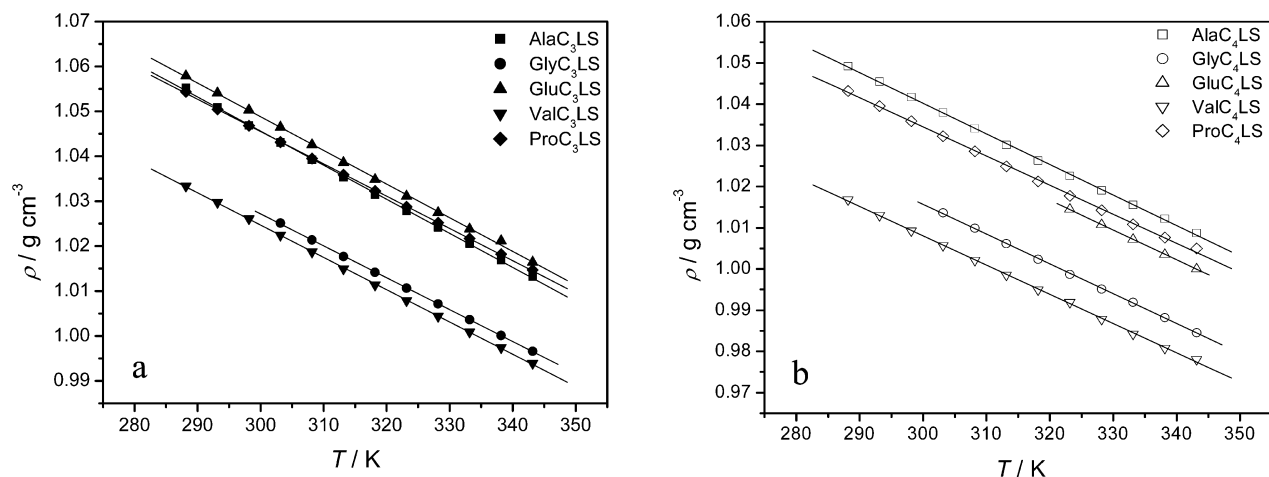 1.07
1.06
1.05
1.04
1.03
1.02
1.01
1.00
0.99
ρ / g cm⁻³
AlaC₃LS
GlyC₃LS
GluC₃LS
ValC₃LS
ProC₃LS
a
280 290 300 310 320 330 340 350
T / K
1.06
1.05
1.04
1.03
1.02
1.01
1.00
0.99
0.98
0.97
ρ / g cm⁻³
AlaC₄LS
GlyC₄LS
GluC₄LS
ValC₄LS
ProC₄LS
b
280 290 300 310 320 330 340 350
T / K